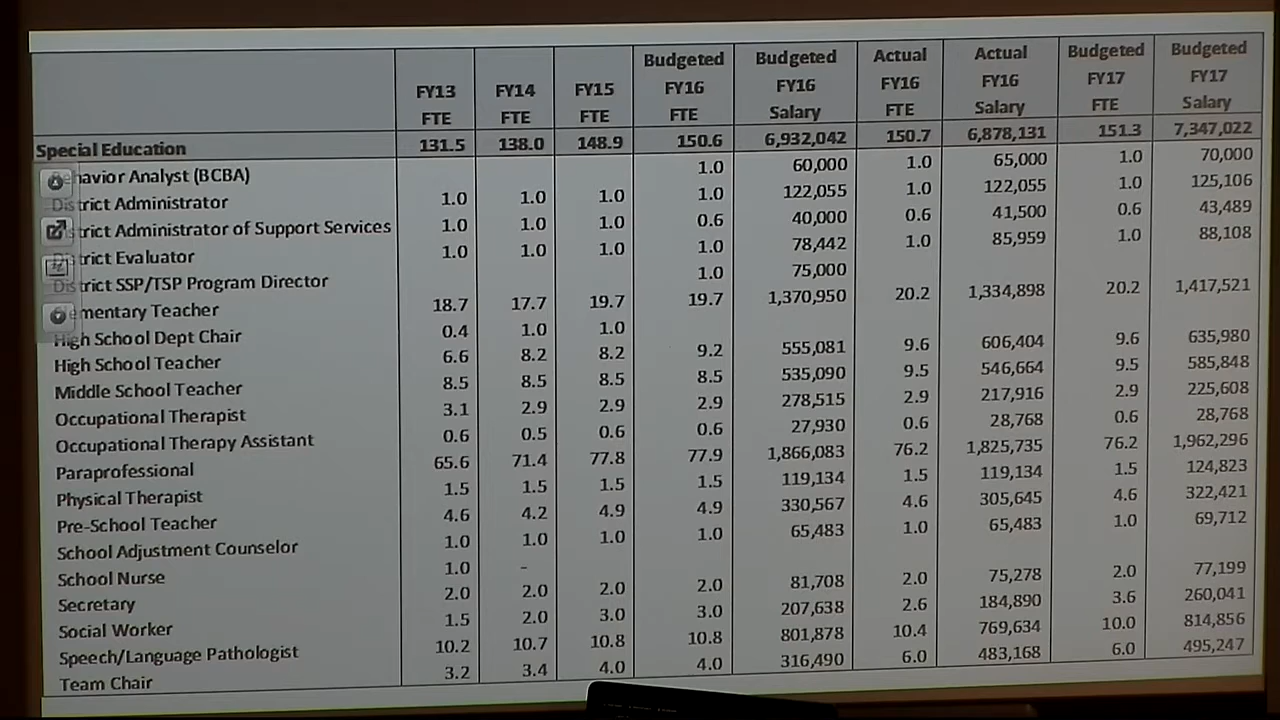 Budgeted Budgeted Actual Actual Budgeted Budgeted
FY13 FY14 FY15 FY16 FY16 FY16 FY16 FY17 FY17
FTE FTE FTE FTE Salary FTE Salary FTE Salary
Special Education 131.5 138.0 148.9 150.6 6,932,042 150.7 6,878,131 151.3 7,347,022
ehavior Analyst (BCBA) 1.0 60,000 1.0 65,000 1.0 70,000
District Administrator 1.0 1.0 1.0 1.0 122,055 1.0 122,055 1.0 125,106
strict Administrator of Support Services 1.0 1.0 1.0 0.6 40,000 0.6 41,500 0.6 43,489
District Evaluator 1.0 1.0 1.0 1.0 78,442 1.0 85,959 1.0 88,108
District SSP/TSP Program Director 1.0 75,000
ementary Teacher 18.7 17.7 19.7 19.7 1,370,950 20.2 1,334,898 20.2 1,417,521
High School Dept Chair 0.4 1.0 1.0
High School Teacher 6.6 8.2 8.2 9.2 555,081 9.6 606,404 9.6 635,980
Middle School Teacher 8.5 8.5 8.5 8.5 535,090 9.5 546,664 9.5 585,848
Occupational Therapist 3.1 2.9 2.9 2.9 278,515 2.9 217,916 2.9 225,608
Occupational Therapy Assistant 0.6 0.5 0.6 0.6 27,930 0.6 28,768 0.6 28,768
Paraprofessional 65.6 71.4 77.8 77.9 1,866,083 76.2 1,825,735 76.2 1,962,296
Physical Therapist 1.5 1.5 1.5 1.5 119,134 1.5 119,134 1.5 124,823
Pre-School Teacher 4.6 4.2 4.9 4.9 330,567 4.6 305,645 4.6 322,421
School Adjustment Counselor 1.0 1.0 1.0 1.0 65,483 1.0 65,483 1.0 69,712
School Nurse 1.0 -
Secretary 2.0 2.0 2.0 2.0 81,708 2.0 75,278 2.0 77,199
Social Worker 1.5 2.0 3.0 3.0 207,638 2.6 184,890 3.6 260,041
Speech/Language Pathologist 10.2 10.7 10.8 10.8 801,878 10.4 769,634 10.0 814,856
Team Chair 3.2 3.4 4.0 4.0 316,490 6.0 483,168 6.0 495,247